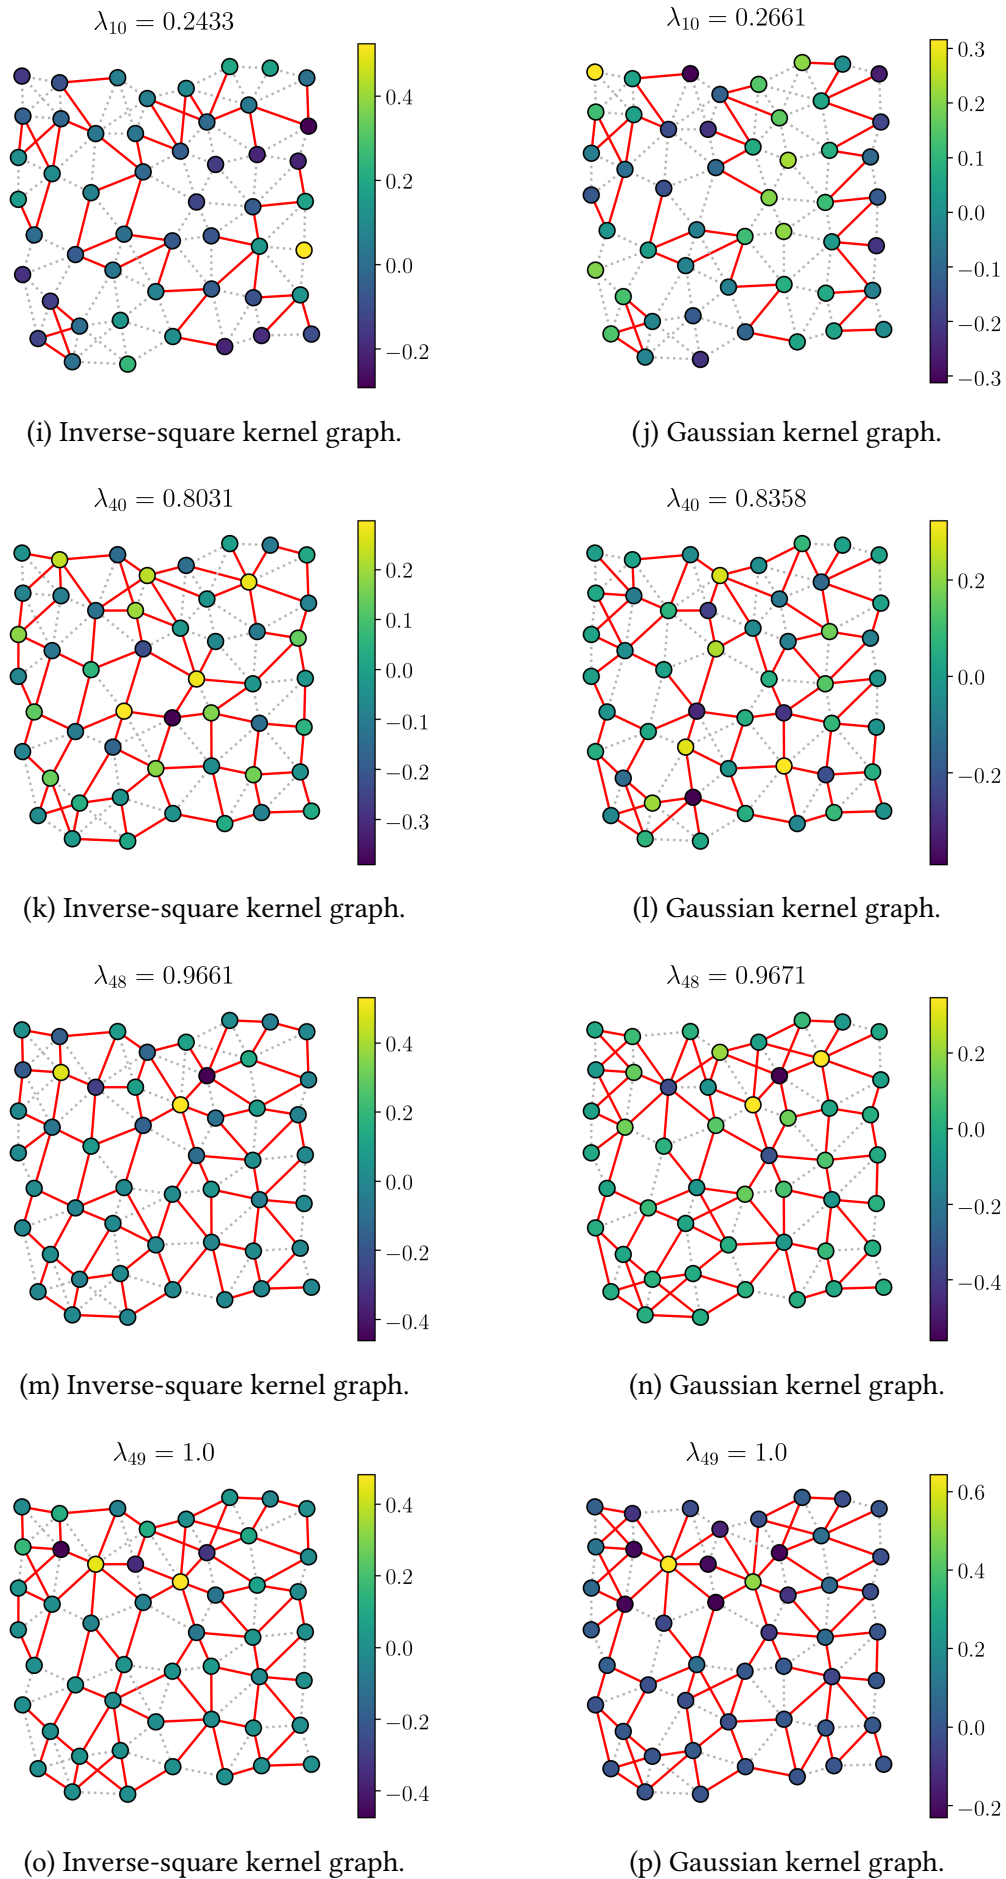 λ10 = 0.2433
0.4
0.2
0.0
−0.2
(i) Inverse-square kernel graph.
λ10 = 0.2661
0.3
0.2
0.1
0.0
−0.1
−0.2
−0.3
(j) Gaussian kernel graph.
λ40 = 0.8031
0.2
0.1
0.0
−0.1
−0.2
−0.3
(k) Inverse-square kernel graph.
λ40 = 0.8358
0.2
0.0
−0.2
(l) Gaussian kernel graph.
λ48 = 0.9661
0.4
0.2
0.0
−0.2
−0.4
(m) Inverse-square kernel graph.
λ48 = 0.9671
0.2
0.0
−0.2
−0.4
(n) Gaussian kernel graph.
λ49 = 1.0
0.4
0.2
0.0
−0.2
−0.4
(o) Inverse-square kernel graph.
λ49 = 1.0
0.6
0.4
0.2
0.0
−0.2
(p) Gaussian kernel graph.